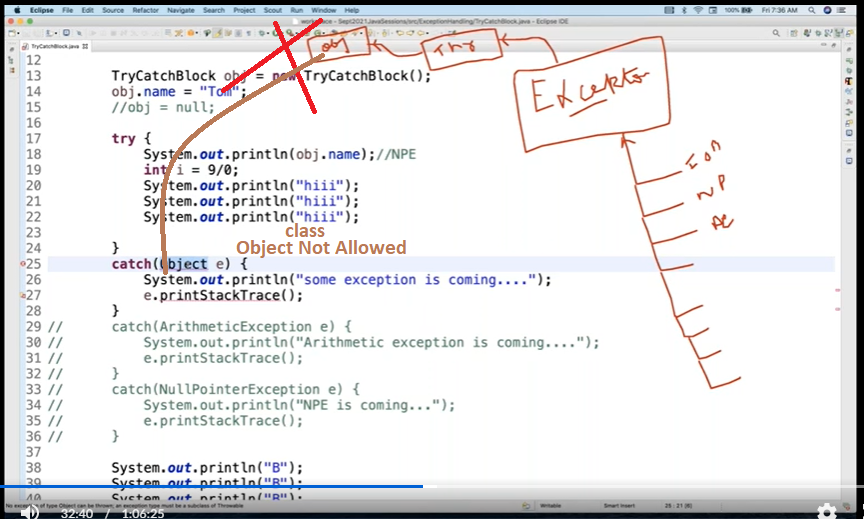 Eclipse File Edit Source Refactor Navigate Search Project Scout Run Window Help
Fri 7:36 AM
workspace - Sept2021JavaSessions/src/ExceptionHandling/TryCatchBlock.java - Eclipse IDE
TryCatchBlock.java
obj
Thr
Exception
NP
AE
12
13 TryCatchBlock obj = new TryCatchBlock();
14 obj.name = "Tom";
15 //obj = null;
16
17 try {
18 System.out.println(obj.name);//NPE
19 int i = 9/0;
20 System.out.println("hiii");
21 System.out.println("hiii");
22 System.out.println("hiii");
23
class
Object Not Allowed
24 }
25 catch(Object e) {
26 System.out.println("some exception is coming....");
27 e.printStackTrace();
28 }
29 // catch(ArithmeticException e) {
30 // System.out.println("Arithmetic exception is coming....");
31 // e.printStackTrace();
32 // }
33 // catch(NullPointerException e) {
34 // System.out.println("NPE is coming...");
35 // e.printStackTrace();
36 // }
37
38 System.out.println("B");
39 System.out.println("B");
40 System.out.println("B");
No exception of type Object can be thrown; an exception type must be a subclass of Throwable
Writable
Smart Insert
25 : 21 [6]
32:40 / 1:06:25